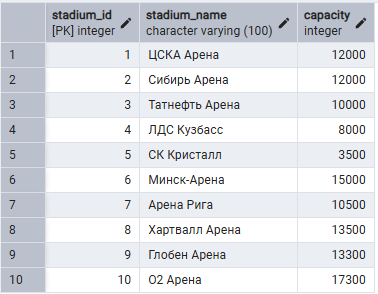 stadium_id stadium_name capacity
[PK] integer character varying (100) integer
1 1 ЦСКА Арена 12000
2 2 Сибирь Арена 12000
3 3 Татнефть Арена 10000
4 4 ЛДС Кузбасс 8000
5 5 СК Кристалл 3500
6 6 Минск-Арена 15000
7 7 Арена Рига 10500
8 8 Хартвалл Арена 13500
9 9 Глобен Арена 13300
10 10 О2 Арена 17300